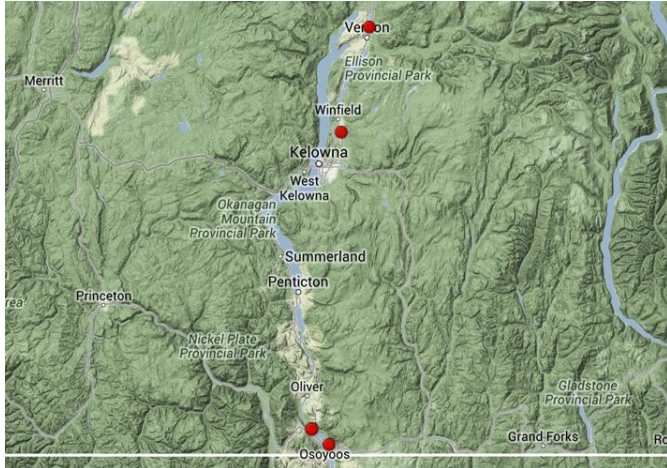 Vernon
Ellison
Provincial Park
Merritt
Winfield
Kelowna
West
Kelowna
Okanagan
Mountain
Provincial Park
Summerland
Penticton
Princeton
Nickel Plate
Provincial Park
Oliver
Gladstone
Provincial Park
Grand Forks
Osoyoos